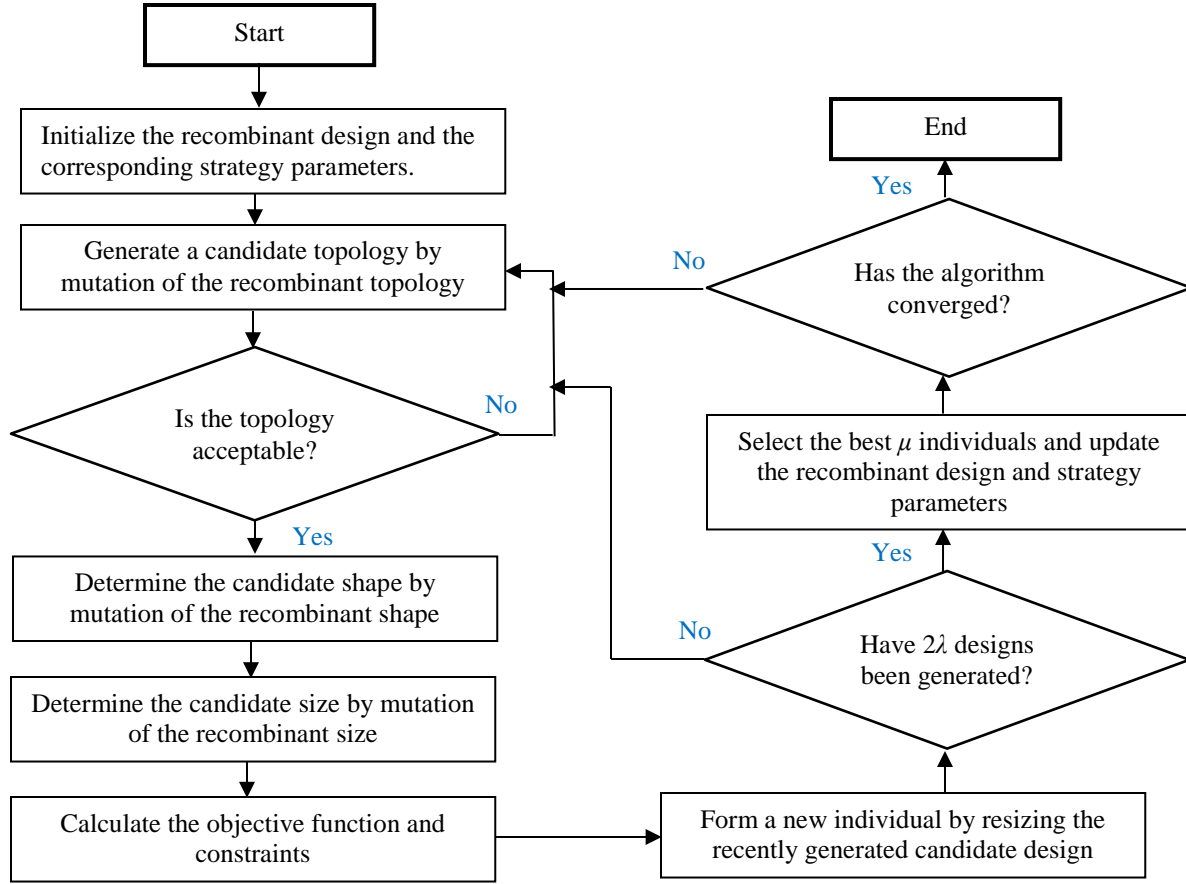 Start
Initialize the recombinant design and the
corresponding strategy parameters.
Generate a candidate topology by
mutation of the recombinant topology
Is the topology
acceptable?
No
Yes
Determine the candidate shape by
mutation of the recombinant shape
Determine the candidate size by mutation
of the recombinant size
Calculate the objective function and
constraints
Form a new individual by resizing the
recently generated candidate design
Have 2λ designs
been generated?
No
Yes
Select the best μ individuals and update
the recombinant design and strategy
parameters
Has the algorithm
converged?
No
Yes
End